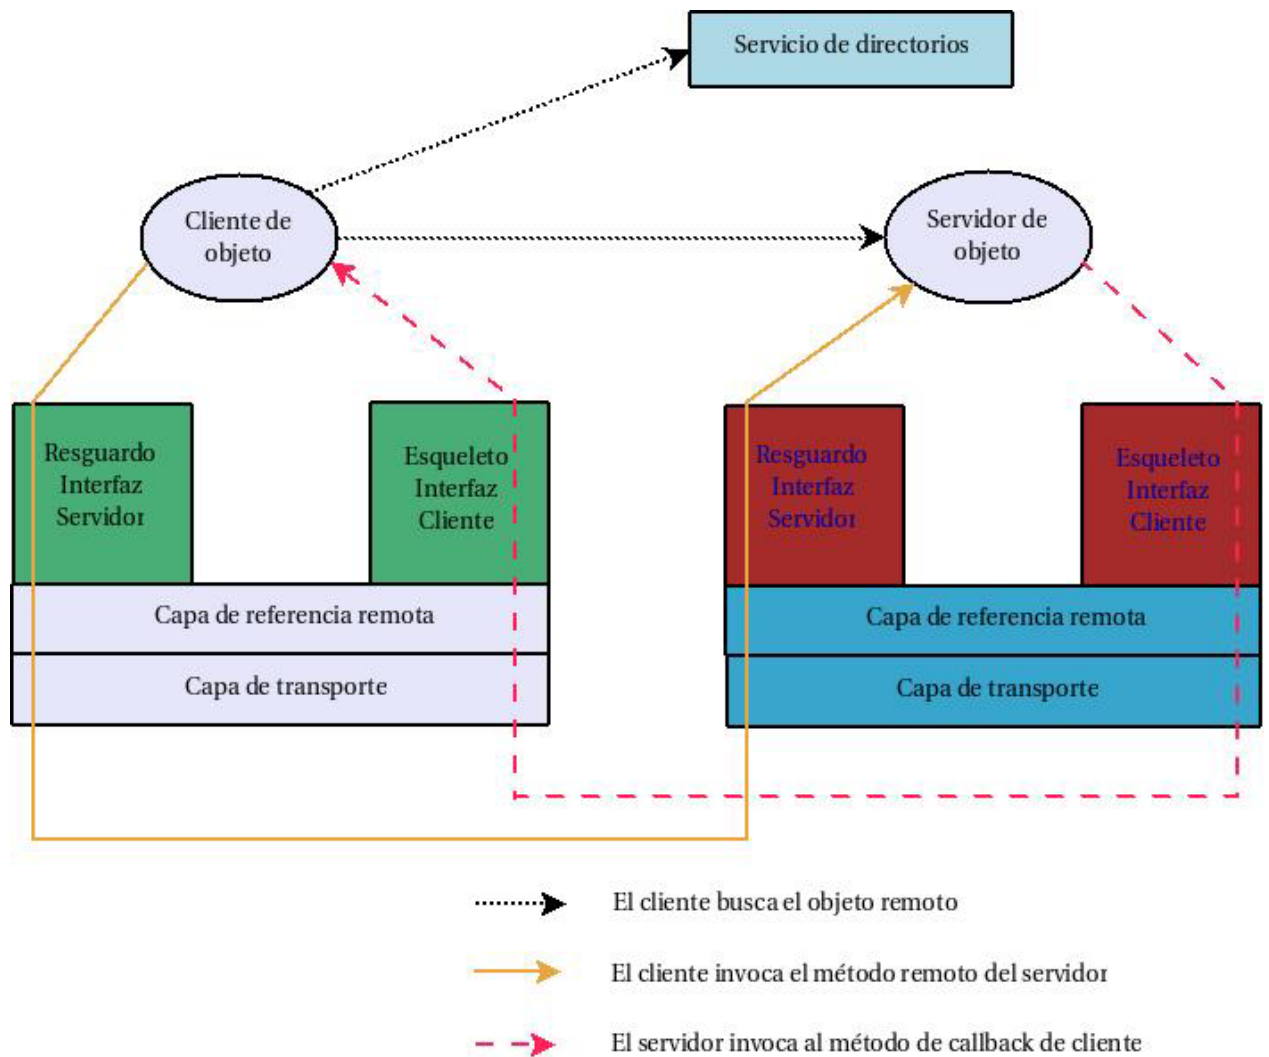 Servicio de directorios
Cliente de
objeto
Servidor de
objeto
Resguardo
Interfaz
Servidor
Esqueleto
Interfaz
Cliente
Resguardo
Interfaz
Servidor
Esqueleto
Interfaz
Cliente
Capa de referencia remota
Capa de transporte
Capa de referencia remota
Capa de transporte
El cliente busca el objeto remoto
El cliente invoca el método remoto del servidor
El servidor invoca al método de callback de cliente